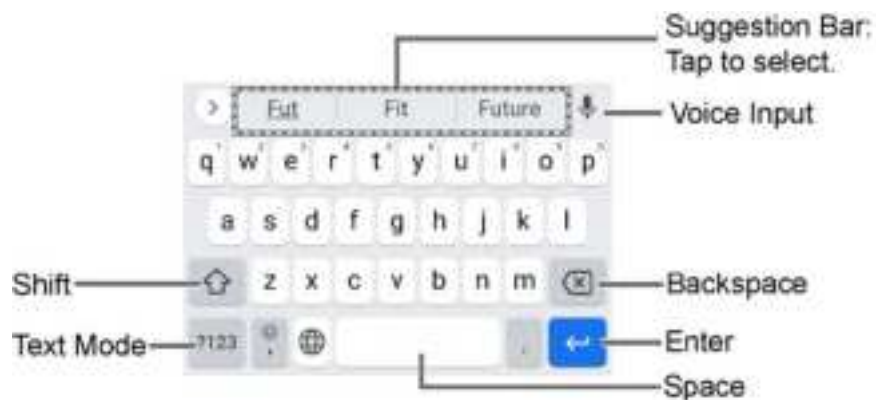 Suggestion Bar:
Tap to select.
> Fut Fit Future
Voice Input
q w e r t y u i o p
a s d f g h j k l
Shift
z x c v b n m
Backspace
Text Mode
?123 , .
Enter
Space